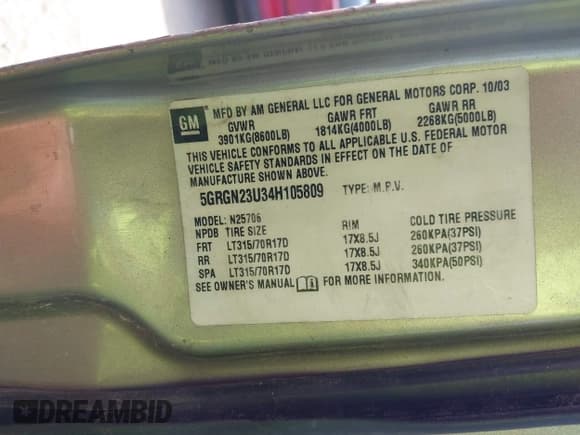 GM
MFD BY AM GENERAL LLC FOR GENERAL MOTORS CORP. 10/03
GVWR GAWR FRT GAWR RR
3901KG(8600LB) 1814KG(4000LB) 2268KG(5000LB)
THIS VEHICLE CONFORMS TO ALL APPLICABLE U.S. FEDERAL MOTOR
VEHICLE SAFETY STANDARDS IN EFFECT ON THE DATE OF
MANUFACTURE SHOWN ABOVE.
5GRGN23U34H105809 TYPE: M.P.V.
MODEL: N25706
NPDB TIRE SIZE RIM COLD TIRE PRESSURE
FRT LT315/70R17D 17X8.5J 260KPA(37PSI)
RR LT315/70R17D 17X8.5J 260KPA(37PSI)
SPA LT315/70R17D 17X8.5J 340KPA(50PSI)
SEE OWNER'S MANUAL FOR MORE INFORMATION.
DREAMBID